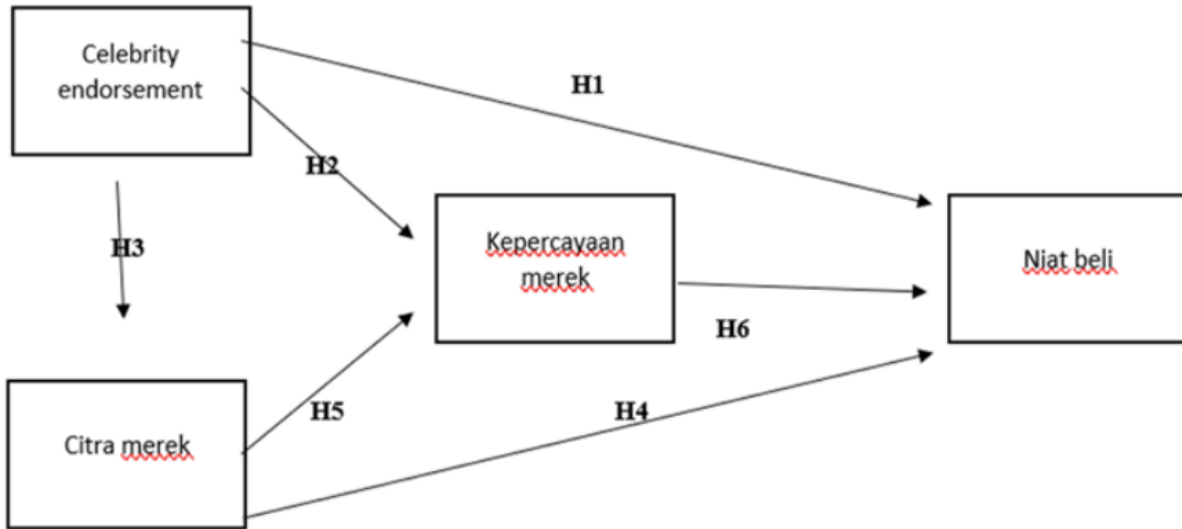 Celebrity
endorsement
H1
H2
Kepercayaan
merek
Niat beli
H3
H6
H5
H4
Citra merek